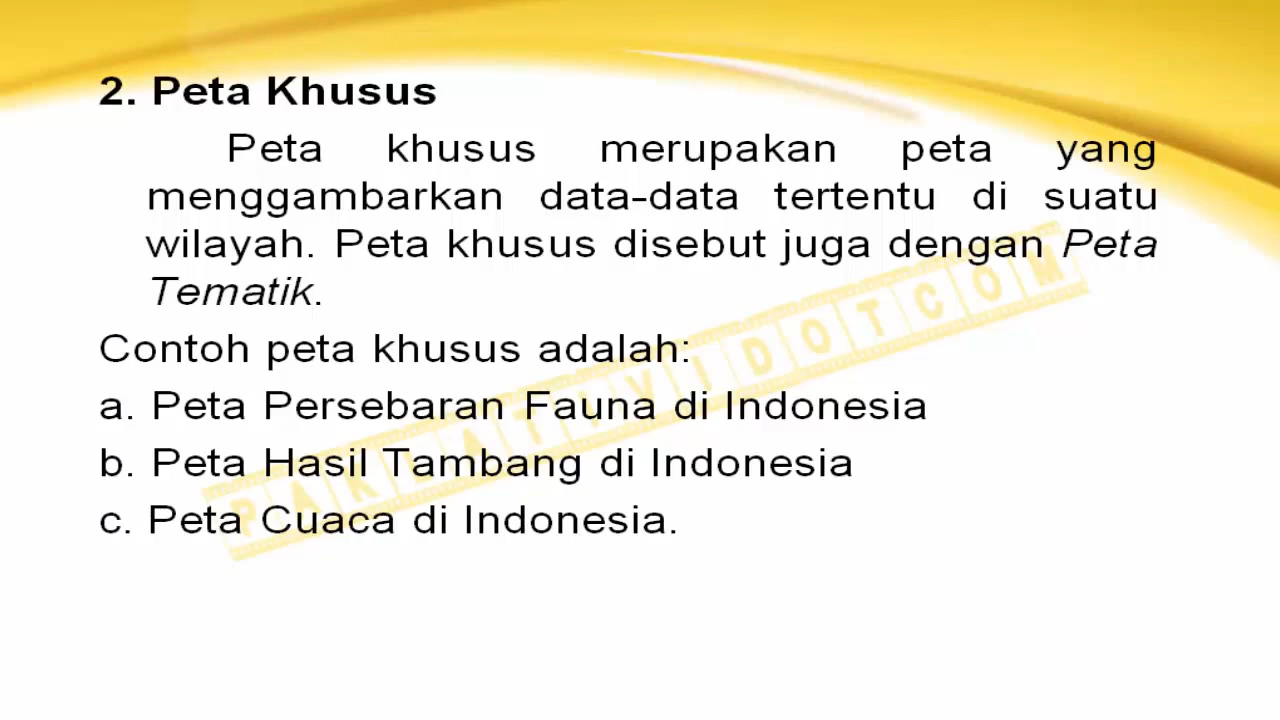 2. Peta Khusus
Peta khusus merupakan peta yang
menggambarkan data-data tertentu di suatu
wilayah. Peta khusus disebut juga dengan Peta
Tematik.
Contoh peta khusus adalah:
a. Peta Persebaran Fauna di Indonesia
b. Peta Hasil Tambang di Indonesia
c. Peta Cuaca di Indonesia.